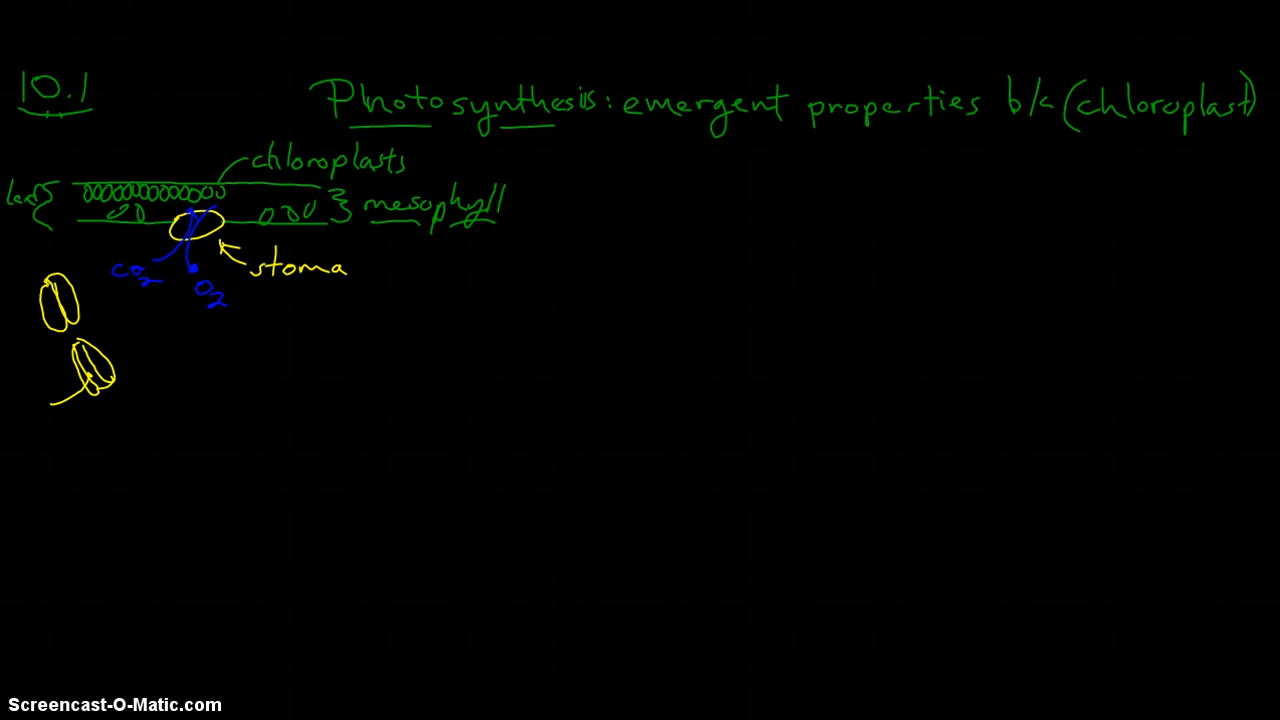 10.1
Photosynthesis: emergent properties b/c (chloroplast)
chloroplasts
leaf
mesophyll
stoma
CO2
O2
Screencast-O-Matic.com